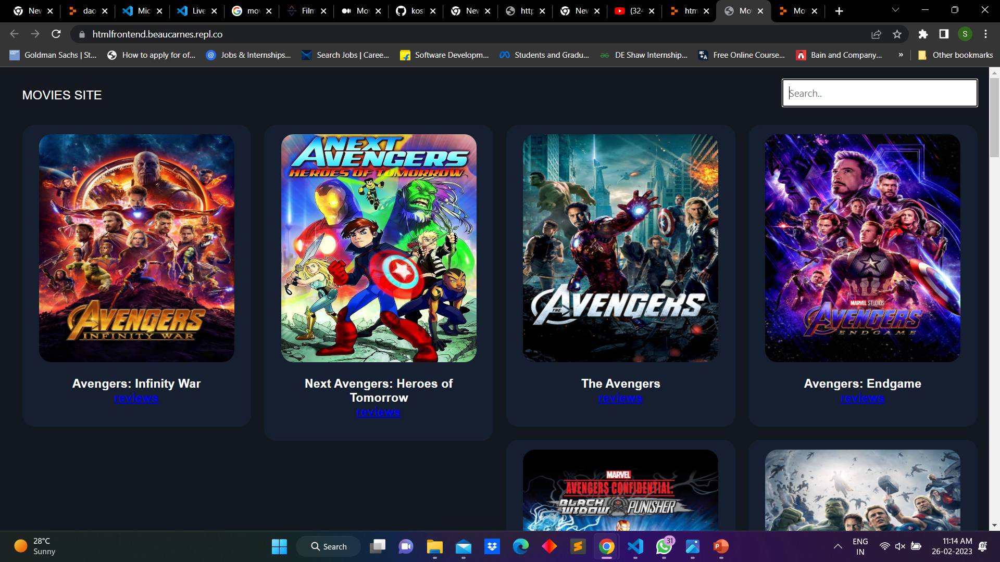 New
dao
Mic
Live
mov
Film
Mov
kost
New
http
New
(324
htm
Mov
Mov
htmlfrontend.beaucarnes.repl.co
S
Goldman Sachs | St...
How to apply for of...
Jobs & Internships...
Search Jobs | Caree...
Software Developm...
Students and Gradu...
DE Shaw Internship...
Free Online Course...
Bain and Company...
»
Other bookmarks
MOVIES SITE
Search..
NEXT
AVENGERS
HEROES OF TOMORROW
AVENGERS
INFINITY WAR
THE AVENGERS
MARVEL STUDIOS
AVENGERS
ENDGAME
Avengers: Infinity War
reviews
Next Avengers: Heroes of
Tomorrow
reviews
The Avengers
reviews
Avengers: Endgame
reviews
MARVEL
AVENGERS CONFIDENTIAL:
BLACK WIDOW PUNISHER
28°C
Sunny
Search
31
ENG
IN
11:14 AM
26-02-2023